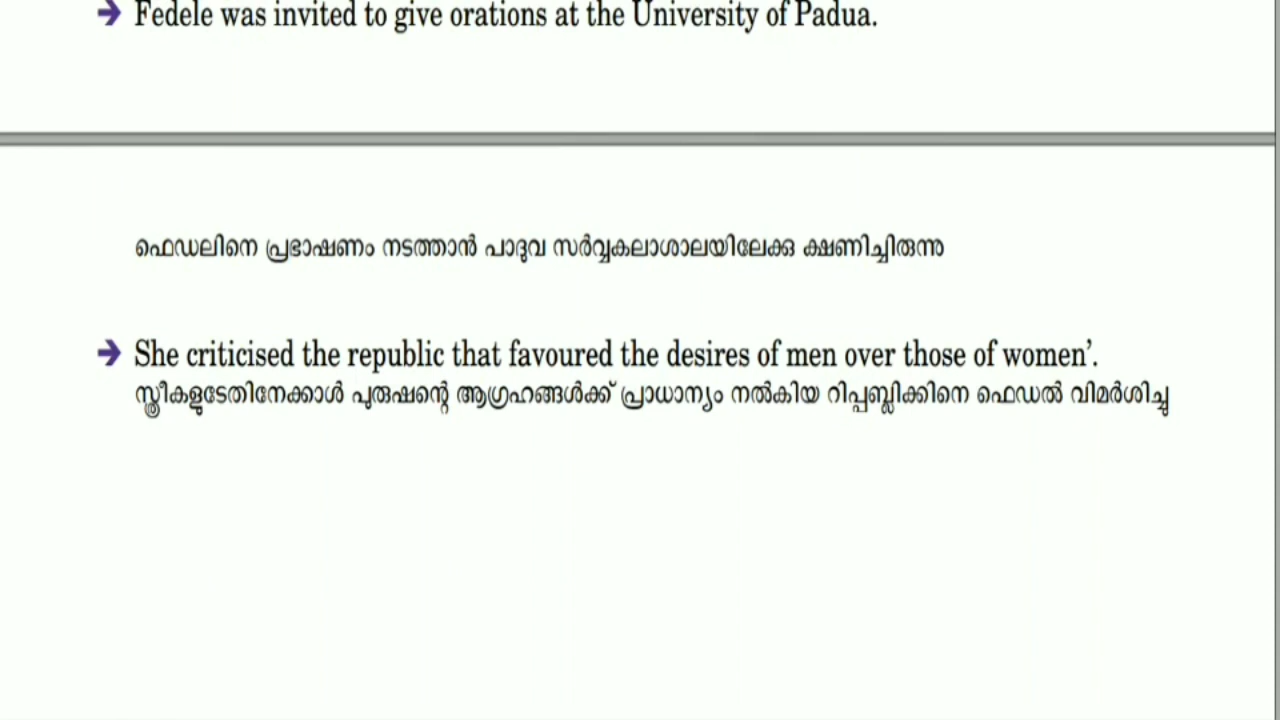 ➔ Fedele was invited to give orations at the University of Padua.
ഫെഡലിനെ പ്രഭാഷണം നടത്താൻ പാദുവ സർവ്വകലാശാലയിലേക്കു ക്ഷണിച്ചിരുന്നു
➔ She criticised the republic that favoured the desires of men over those of women’.
സ്ത്രീകളുടേതിനേക്കാൾ പുരുഷന്റെ ആഗ്രഹങ്ങൾക്ക് പ്രാധാന്യം നൽകിയ റിപ്പബ്ലിക്കിനെ ഫെഡൽ വിമർശിച്ചു